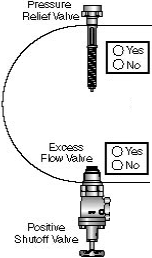 Pressure
Relief Valve
Yes
No
Excess
Flow Valve
Yes
No
Positive
Shutoff Valve